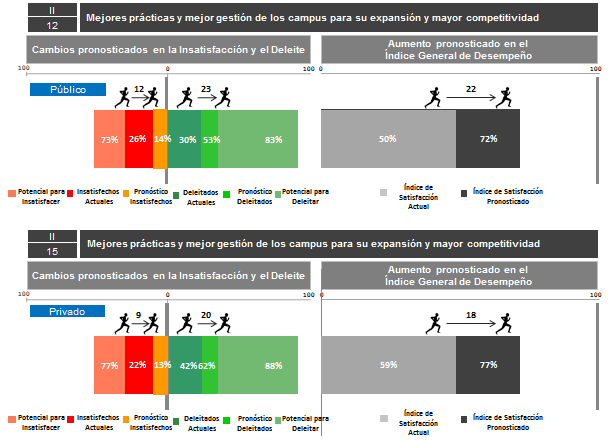 II
12
Mejores prácticas y mejor gestión de los campus para su expansión y mayor competitividad
Cambios pronosticados en la Insatisfacción y el Deleite
Aumento pronosticado en el
Índice General de Desempeño
100 0 100 0 100
Público
12 23 22
73% 26% 14% 30% 53% 83% 50% 72%
Potencial para Insatisfechos Pronóstico Deleitados Pronóstico Potencial para
Insatisfacer Actuales Insatisfechos Actuales Deleitados Deleitar
Índice de
Satisfacción
Actual
Índice de Satisfacción
Pronosticado
II
15
Mejores prácticas y mejor gestión de los campus para su expansión y mayor competitividad
Cambios pronosticados en la Insatisfacción y el Deleite
Aumento pronosticado en el
Índice General de Desempeño
100 0 100 0 100
Privado
9 20 18
77% 22% 13% 42% 62% 88% 59% 77%
Potencial para Insatisfechos Pronóstico Deleitados Pronóstico Potencial para
Insatisfacer Actuales Insatisfechos Actuales Deleitados Deleitar
Índice de
Satisfacción
Actual
Índice de Satisfacción
Pronosticado